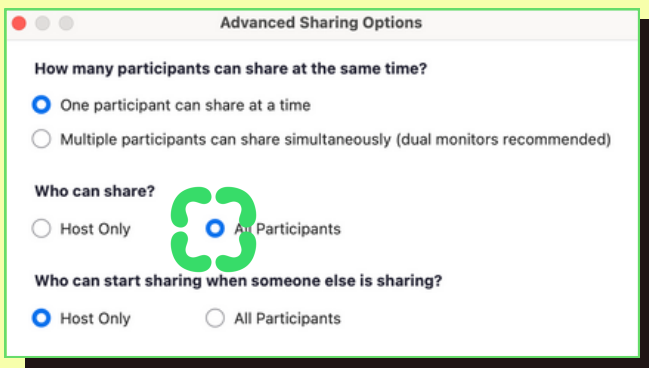 Advanced Sharing Options
How many participants can share at the same time?
One participant can share at a time
Multiple participants can share simultaneously (dual monitors recommended)
Who can share?
Host Only All Participants
Who can start sharing when someone else is sharing?
Host Only All Participants